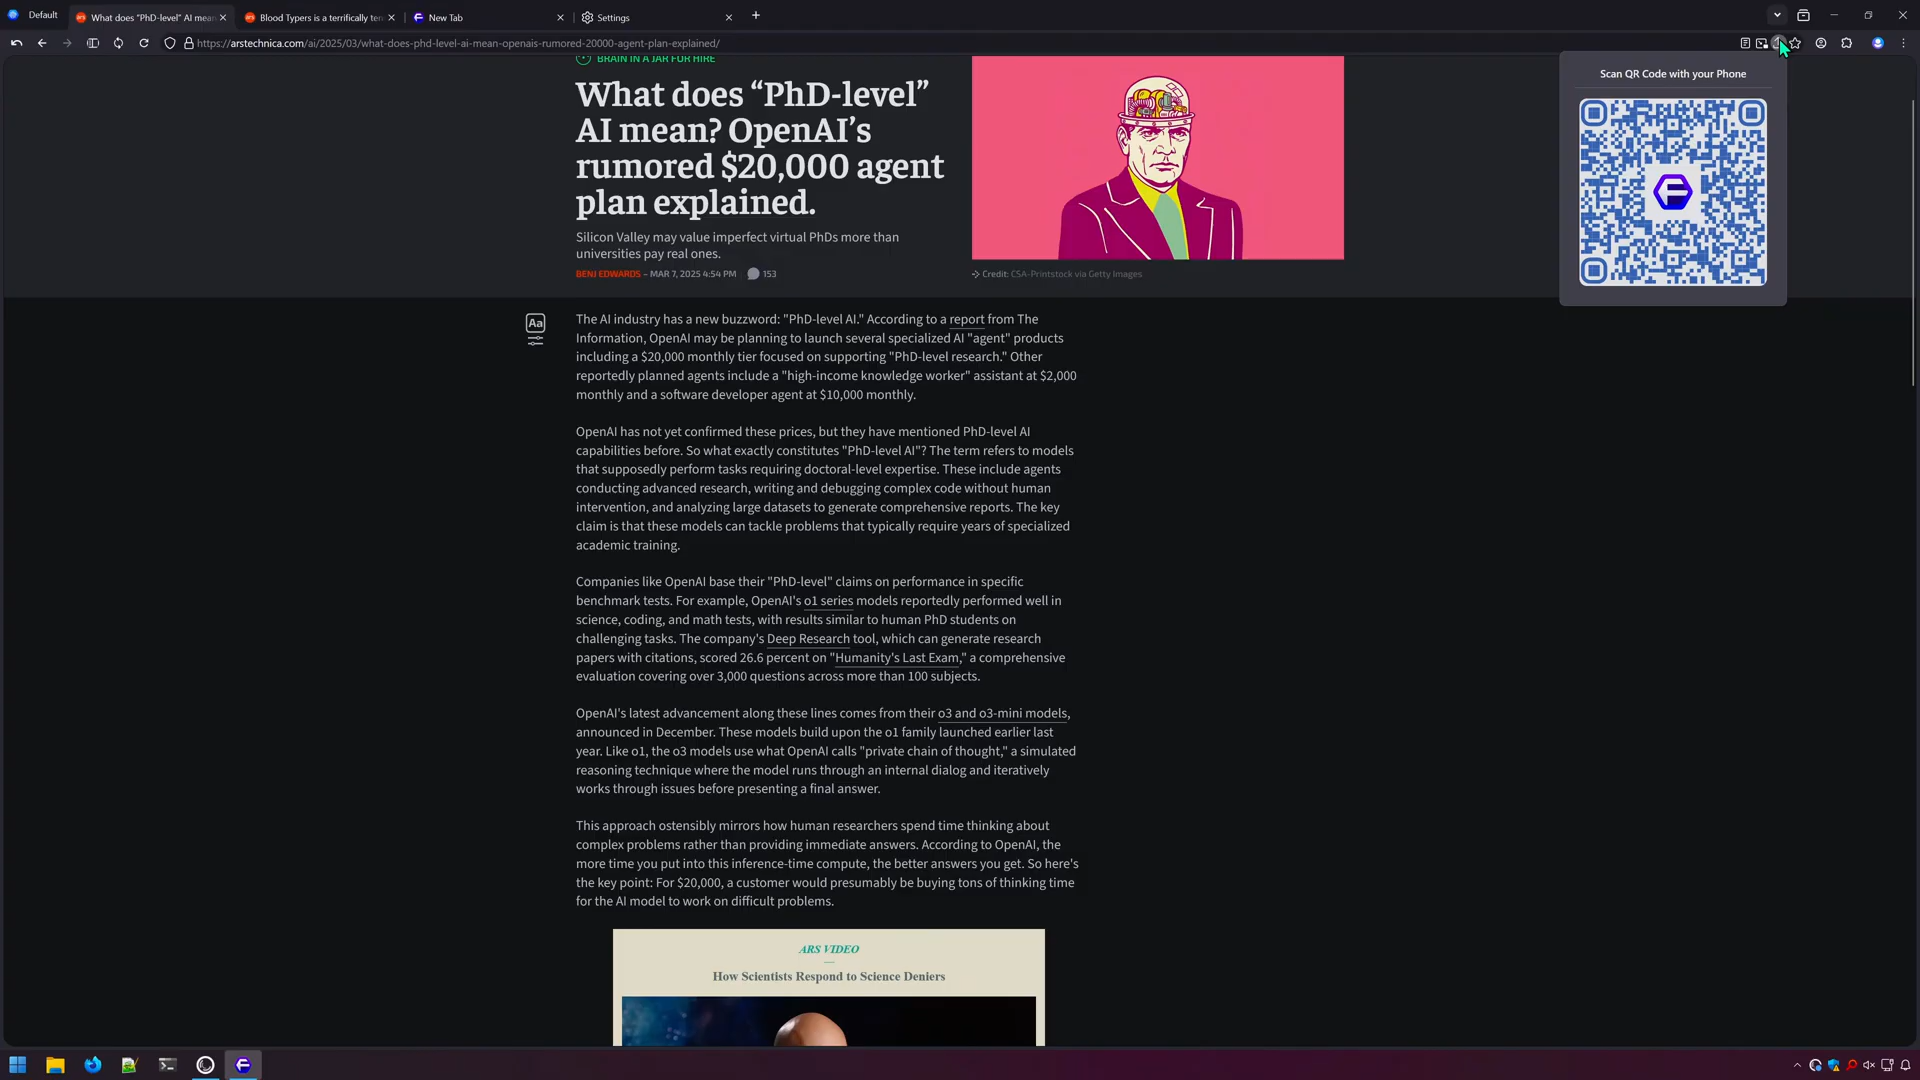 Default
What does “PhD-level” AI mean
Blood Typers is a terrifically ten
New Tab
Settings
https://arstechnica.com/ai/2025/03/what-does-phd-level-ai-mean-openais-rumored-20000-agent-plan-explained/
Scan QR Code with your Phone
BRAIN IN A JAR FOR HIRE
What does “PhD-level”
AI mean? OpenAI’s
rumored $20,000 agent
plan explained.
Silicon Valley may value imperfect virtual PhDs more than
universities pay real ones.
BENJ EDWARDS – MAR 7, 2025 4:54 PM
153
Credit: CSA-Printstock via Getty Images
Aa
The AI industry has a new buzzword: "PhD-level AI." According to a report from The
Information, OpenAI may be planning to launch several specialized AI "agent" products
including a $20,000 monthly tier focused on supporting "PhD-level research." Other
reportedly planned agents include a "high-income knowledge worker" assistant at $2,000
monthly and a software developer agent at $10,000 monthly.
OpenAI has not yet confirmed these prices, but they have mentioned PhD-level AI
capabilities before. So what exactly constitutes "PhD-level AI"? The term refers to models
that supposedly perform tasks requiring doctoral-level expertise. These include agents
conducting advanced research, writing and debugging complex code without human
intervention, and analyzing large datasets to generate comprehensive reports. The key
claim is that these models can tackle problems that typically require years of specialized
academic training.
Companies like OpenAI base their "PhD-level" claims on performance in specific
benchmark tests. For example, OpenAI's o1 series models reportedly performed well in
science, coding, and math tests, with results similar to human PhD students on
challenging tasks. The company's Deep Research tool, which can generate research
papers with citations, scored 26.6 percent on "Humanity's Last Exam," a comprehensive
evaluation covering over 3,000 questions across more than 100 subjects.
OpenAI's latest advancement along these lines comes from their o3 and o3-mini models,
announced in December. These models build upon the o1 family launched earlier last
year. Like o1, the o3 models use what OpenAI calls "private chain of thought," a simulated
reasoning technique where the model runs through an internal dialog and iteratively
works through issues before presenting a final answer.
This approach ostensibly mirrors how human researchers spend time thinking about
complex problems rather than providing immediate answers. According to OpenAI, the
more time you put into this inference-time compute, the better answers you get. So here's
the key point: For $20,000, a customer would presumably be buying tons of thinking time
for the AI model to work on difficult problems.
ARS VIDEO
How Scientists Respond to Science Deniers